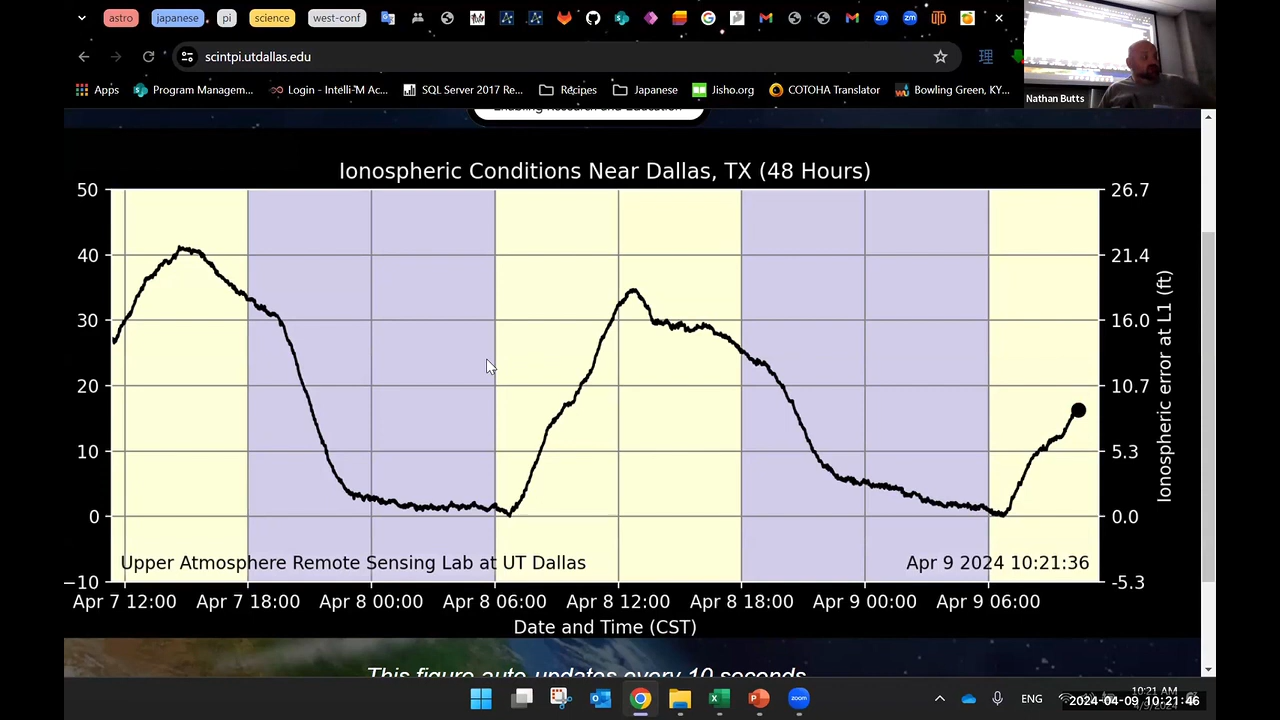 astro japanese pi science west-conf
scintpi.utdallas.edu
Apps Program Managem... Login - Intelli-M Ac... SQL Server 2017 Re... Recipes Japanese Jisho.org COTOHA Translator Bowling Green, KY...
Nathan Butts
Enabling Research and Education
Ionospheric Conditions Near Dallas, TX (48 Hours)
50 26.7
40 21.4
30 16.0
20 10.7
10 5.3
0 0.0
−10 -5.3
Ionospheric error at L1 (ft)
Upper Atmosphere Remote Sensing Lab at UT Dallas Apr 9 2024 10:21:36
Apr 7 12:00 Apr 7 18:00 Apr 8 00:00 Apr 8 06:00 Apr 8 12:00 Apr 8 18:00 Apr 9 00:00 Apr 9 06:00
Date and Time (CST)
This figure auto-updates every 10 seconds
ENG
10:21 AM
2024-04-09 10:21:46